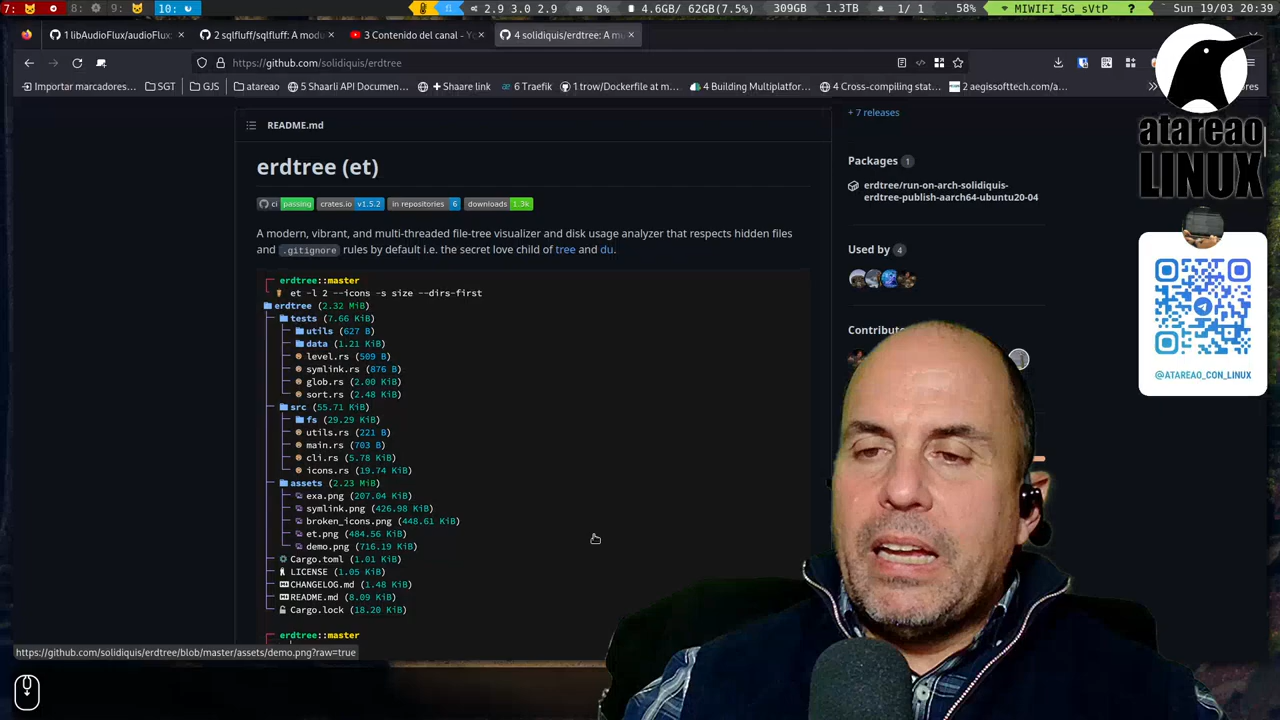 7:
8:
9:
10:
2.9 3.0 2.9
8%
4.6GB/ 62GB(7.5%)
309GB
1.3TB
1/ 1
58%
MIWIFI 5G sVtP
?
Sun 19/03 20:39
1 libAudioFlux/audioFlux:
2 sqlfluff/sqlfluff: A modu
3 Contenido del canal - Yo
4 solidiquis/erdtree: A mu
https://github.com/solidiquis/erdtree
Importar marcadores...
SGT
GJS
atareao
5 Shaarli API Documen...
+ Shaare link
6 Traefik
1 trow/Dockerfile at m...
4 Building Multiplatfo...
4 Cross-compiling stat...
2 aegissofttech.com/a...
ores
atareao
LINUX
@ATAREAO_CON_LINUX
README.md
erdtree (et)
ci passing
crates.io v1.5.2
in repositories 6
downloads 1.3k
A modern, vibrant, and multi-threaded file-tree visualizer and disk usage analyzer that respects hidden files
and .gitignore rules by default i.e. the secret love child of tree and du.
erdtree::master
et -l 2 --icons -s size --dirs-first
erdtree (2.32 MiB)
tests (7.66 KiB)
utils (627 B)
data (1.21 KiB)
level.rs (509 B)
symlink.rs (876 B)
glob.rs (2.00 KiB)
sort.rs (2.48 KiB)
src (55.71 KiB)
fs (29.29 KiB)
utils.rs (221 B)
main.rs (703 B)
cli.rs (5.78 KiB)
icons.rs (19.74 KiB)
assets (2.23 MiB)
exa.png (207.04 KiB)
symlink.png (426.98 KiB)
broken_icons.png (448.61 KiB)
et.png (484.56 KiB)
demo.png (716.19 KiB)
Cargo.toml (1.01 KiB)
LICENSE (1.05 KiB)
CHANGELOG.md (1.48 KiB)
README.md (8.09 KiB)
Cargo.lock (18.20 KiB)
erdtree::master
+ 7 releases
Packages 1
erdtree/run-on-arch-solidiquis-
erdtree-publish-aarch64-ubuntu20-04
Used by 4
Contribut
https://github.com/solidiquis/erdtree/blob/master/assets/demo.png?raw=true